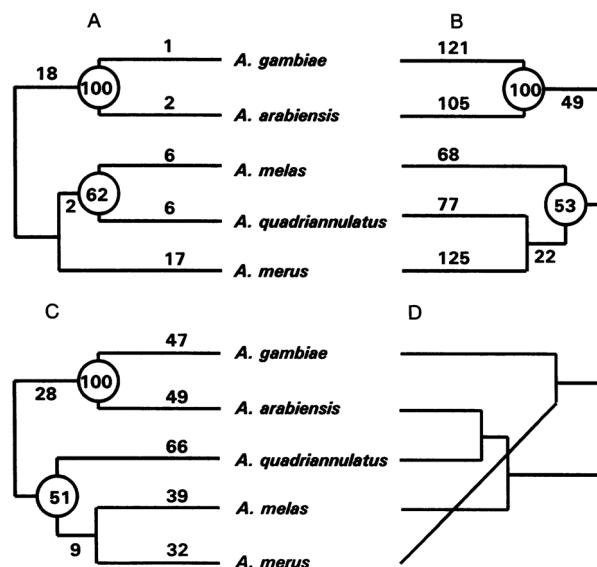 A B
1 A. gambiae 121
18 100 100 49
2 A. arabiensis 105
6 A. melas 68
62 53
2 6 A. quadriannulatus 77
22
17 A. merus 125
C D
47 A. gambiae
28 100
49 A. arabiensis
66 A. quadriannulatus
51 39 A. melas
9 32 A. merus